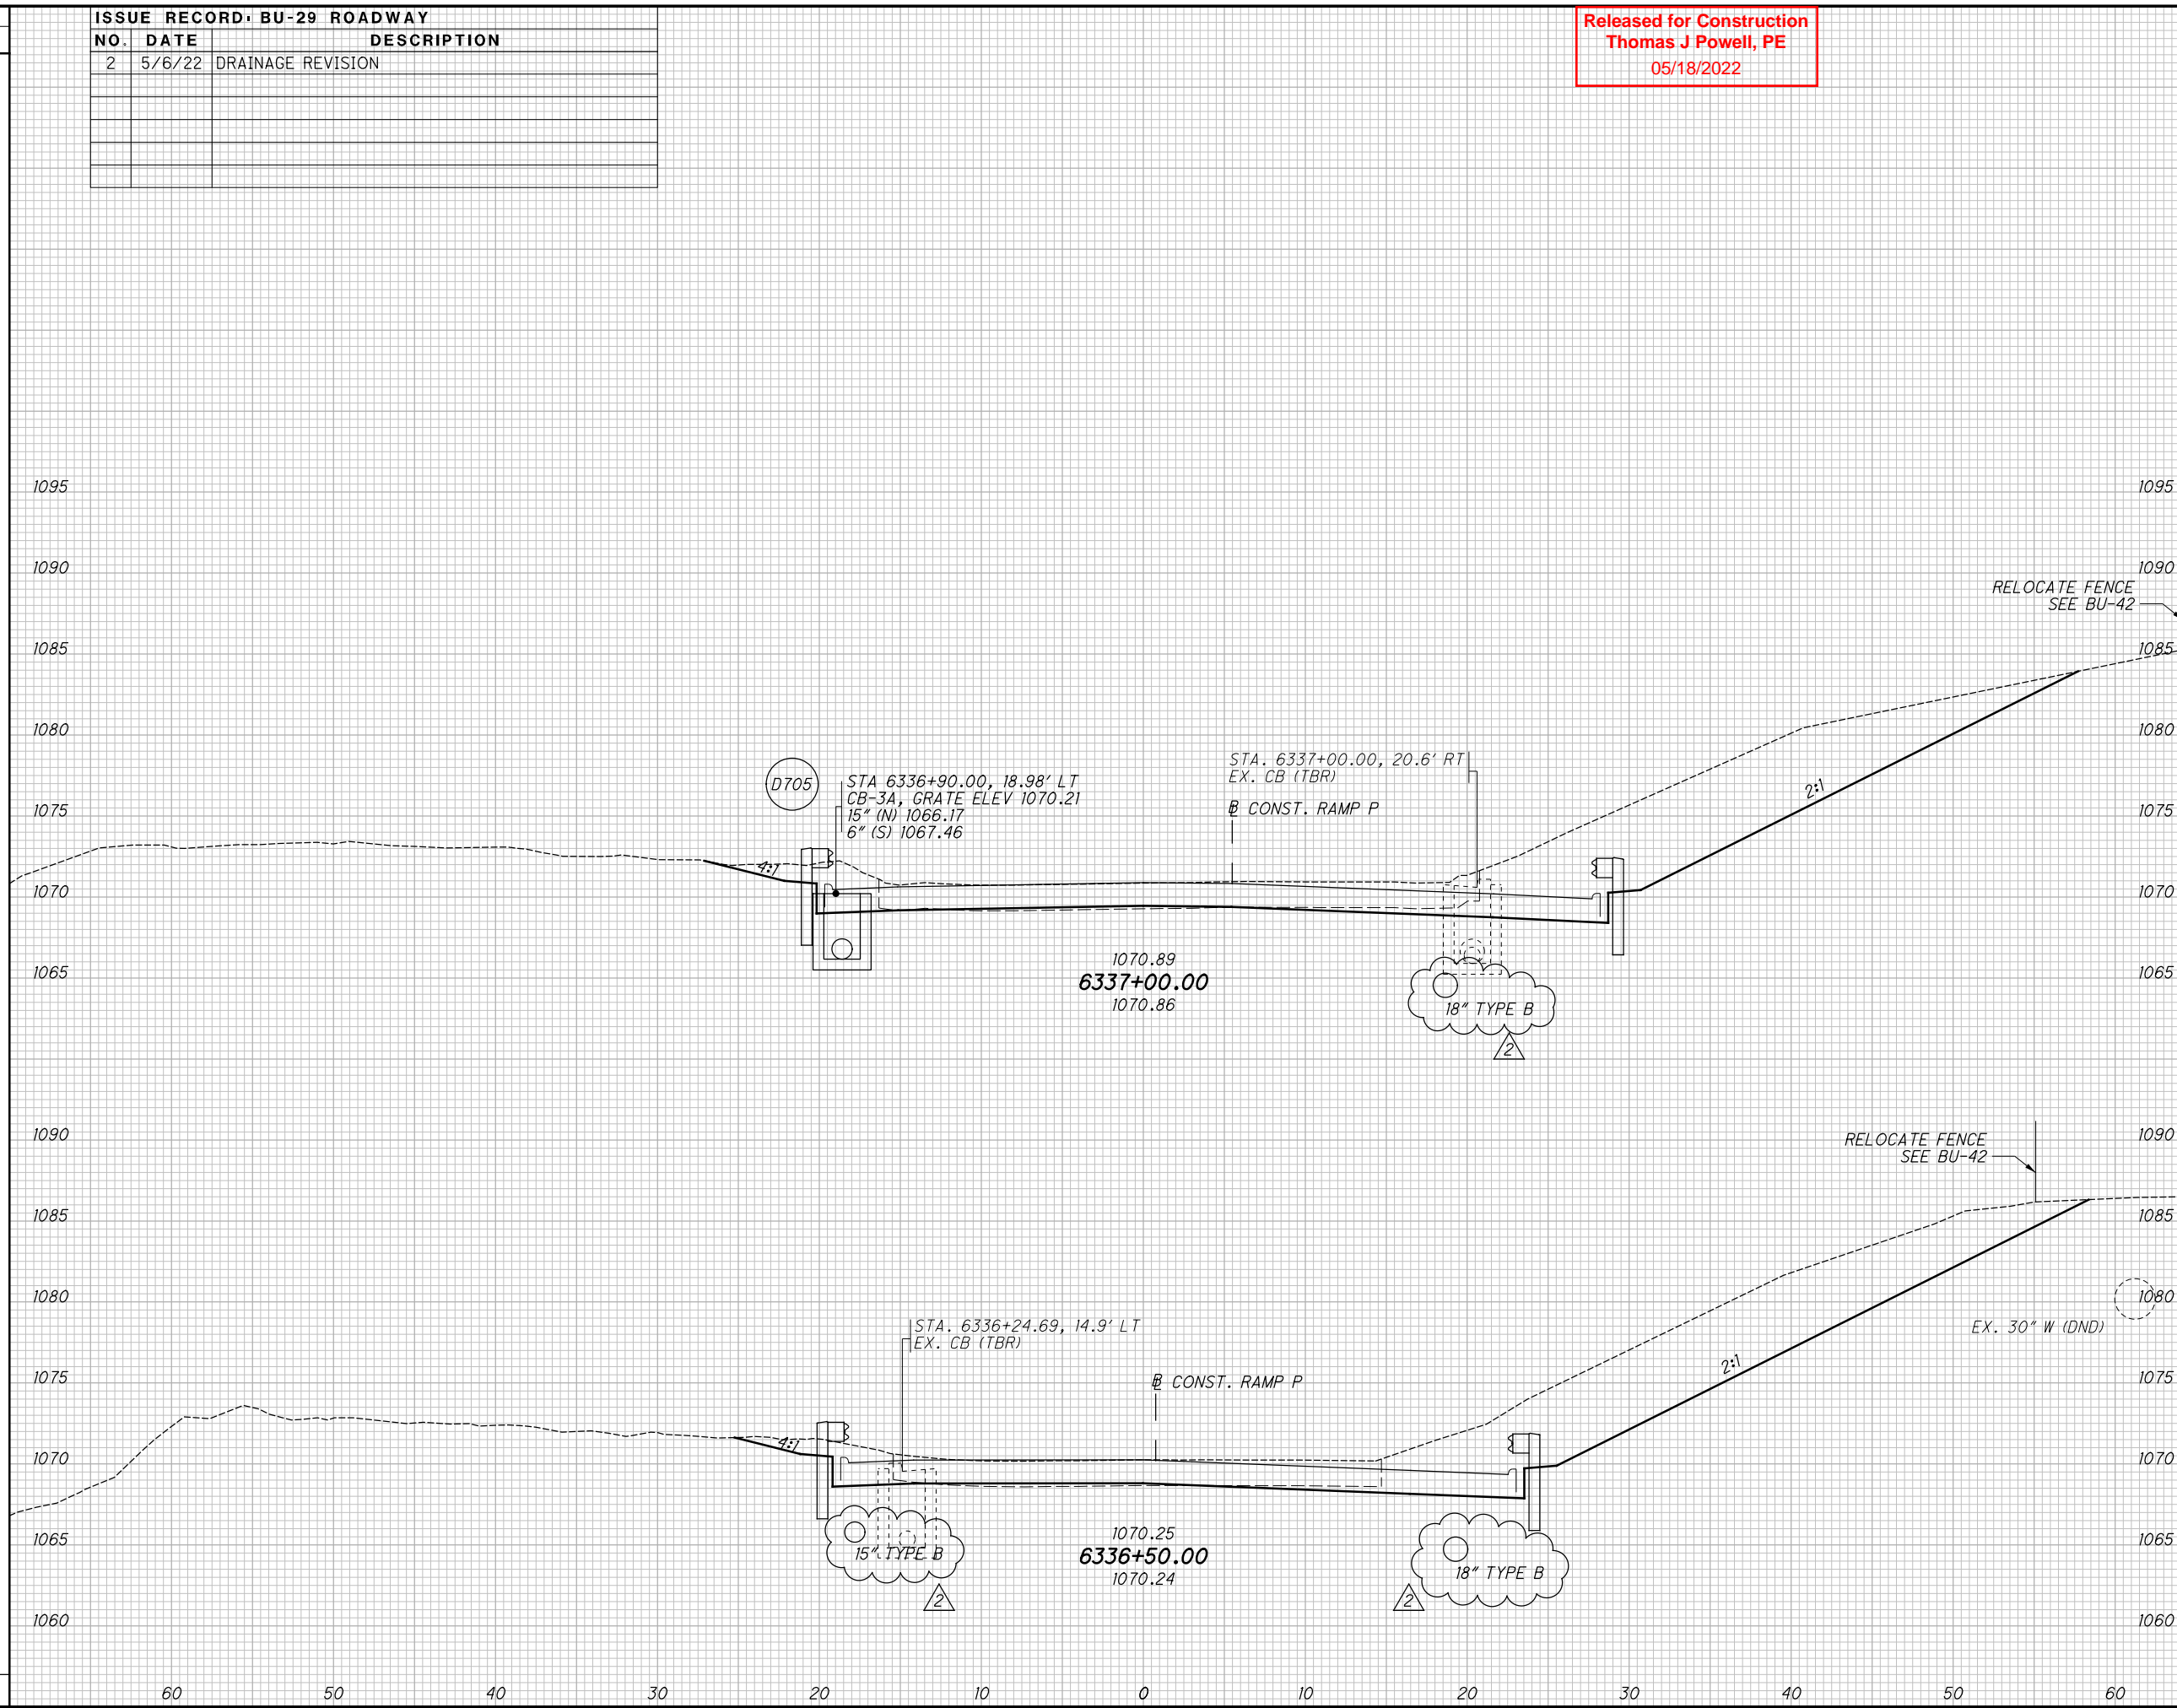 ISSUE RECORD: BU-29 ROADWAY
NO. DATE DESCRIPTION
2 5/6/22 DRAINAGE REVISION
Released for Construction
Thomas J Powell, PE
05/18/2022
1095 1095
1090 1090
RELOCATE FENCE
SEE BU-42
1085 1085
1080 1080
2:1
STA. 6337+00.00, 20.6' RT
EX. CB (TBR)
D705
STA 6336+90.00, 18.98' LT
CB-3A, GRATE ELEV 1070.21
15" (N) 1066.17
6" (S) 1067.46
CONST. RAMP P
1075 1075
4:1
1070 1070
1065 1065
1070.89
6337+00.00
1070.86
18" TYPE B
2
1090 1090
RELOCATE FENCE
SEE BU-42
1085 1085
1080 1080
EX. 30" W (DND)
STA. 6336+24.69, 14.9' LT
EX. CB (TBR)
2:1
1075 1075
CONST. RAMP P
4:1
1070 1070
1065 1065
1070.25
6336+50.00
1070.24
15" TYPE B
18" TYPE B
2
2
1060 1060
60 50 40 30 20 10 0 10 20 30 40 50 60